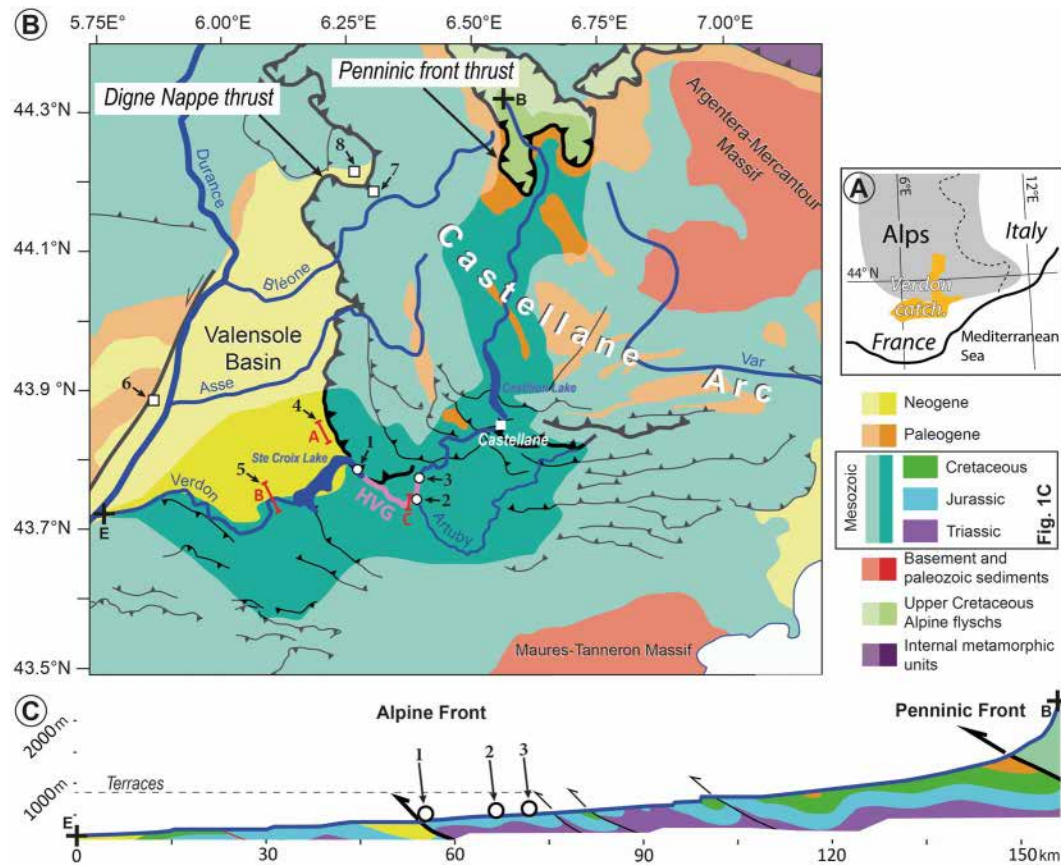 B
5.75°E 6.00°E 6.25°E 6.50°E 6.75°E 7.00°E
44.3°N
44.1°N
43.9°N
43.7°N
43.5°N
Digne Nappe thrust
Penninic front thrust
B
Argentera-Mercantour
Massif
Durance
8
7
Bléone
Valensole
Basin
Asse
6
4
A
Castellane
Arc
Var
Castillon Lake
Castellane
Ste Croix Lake
1
5
B
3
2
HVG
C
Verdon
E
Artuby
Maures-Tanneron Massif
A
6°E
12°E
Alps
Italy
44° N
Verdon
catch.
France
Mediterranean
Sea
Neogene
Paleogene
Mesozoic
Cretaceous
Jurassic
Triassic
Fig. 1C
Basement and
paleozoic sediments
Upper Cretaceous
Alpine flyschs
Internal metamorphic
units
C
2000m
1000m
Alpine Front
Penninic Front
B
1
2
3
Terraces
E
0 30 60 90 120 150 km